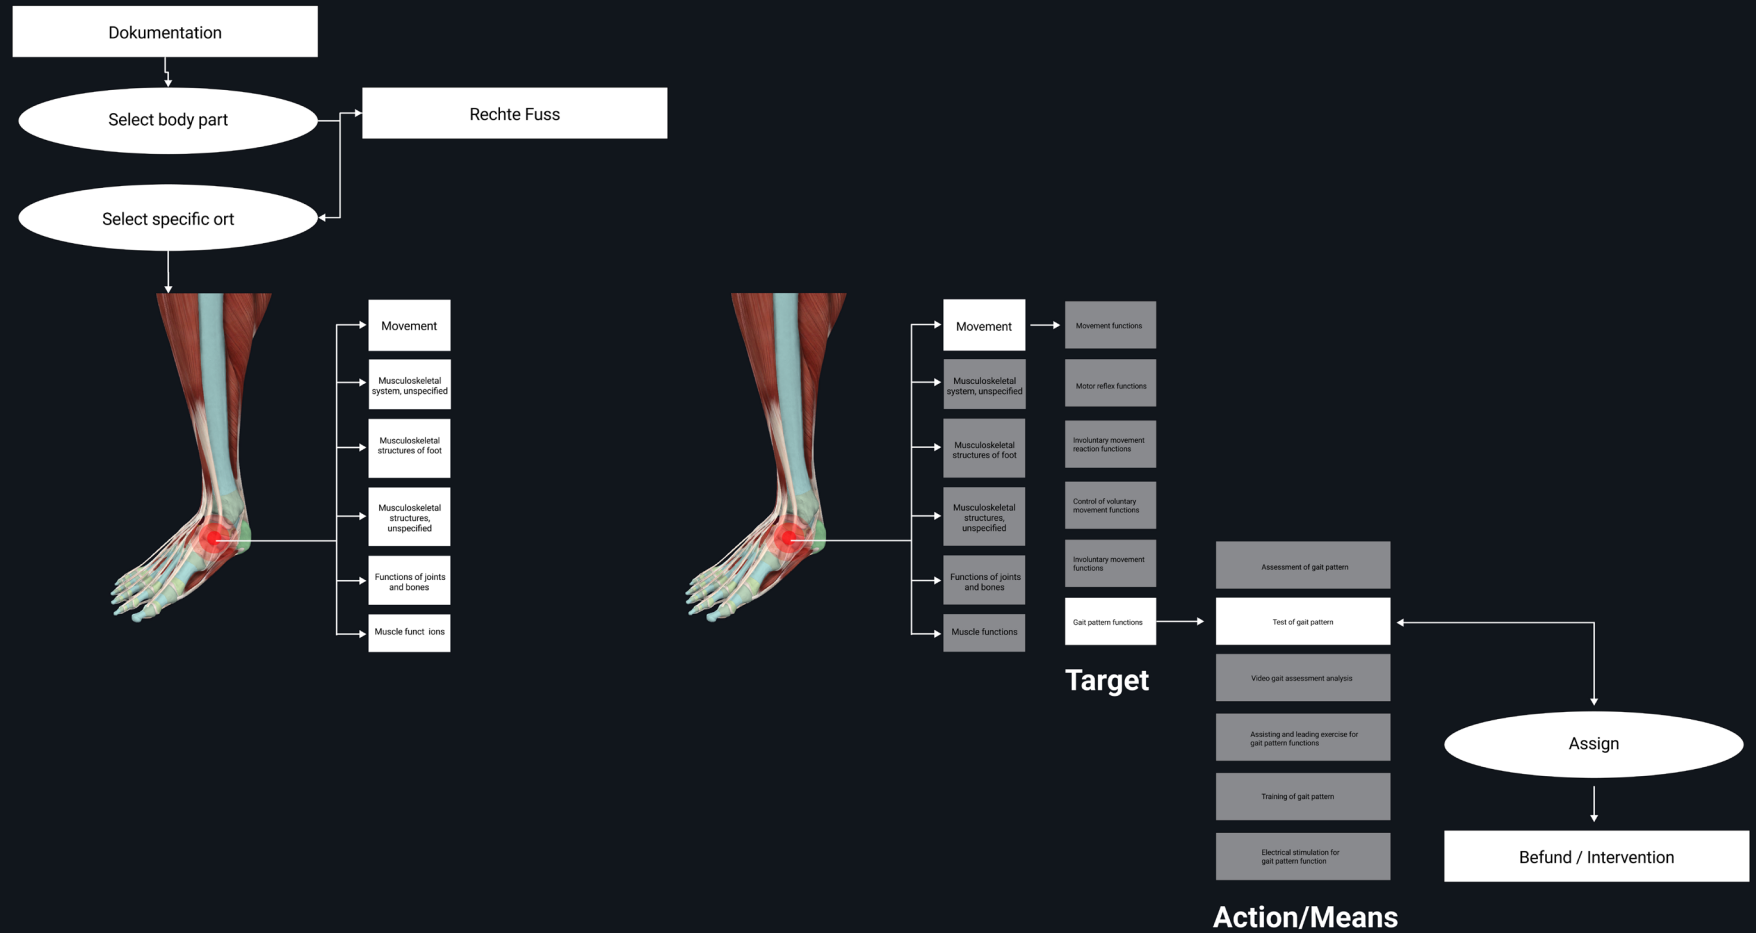 Dokumentation
Select body part
Rechte Fuss
Select specific ort
Movement
Musculoskeletal
system, unspecified
Musculoskeletal
structures of foot
Musculoskeletal
structures,
unspecified
Functions of joints
and bones
Muscle funct ions
Movement
Musculoskeletal
system, unspecified
Musculoskeletal
structures of foot
Musculoskeletal
structures,
unspecified
Functions of joints
and bones
Muscle functions
Movement functions
Motor reflex functions
Involuntary movement
reaction functions
Control of voluntary
movement functions
Involuntary movement
functions
Gait pattern functions
Target
Assessment of gait pattern
Test of gait pattern
Video gait assessment analysis
Assisting and leading exercise for
gait pattern functions
Training of gait pattern
Electrical stimulation for
gait pattern function
Action/Means
Assign
Befund / Intervention